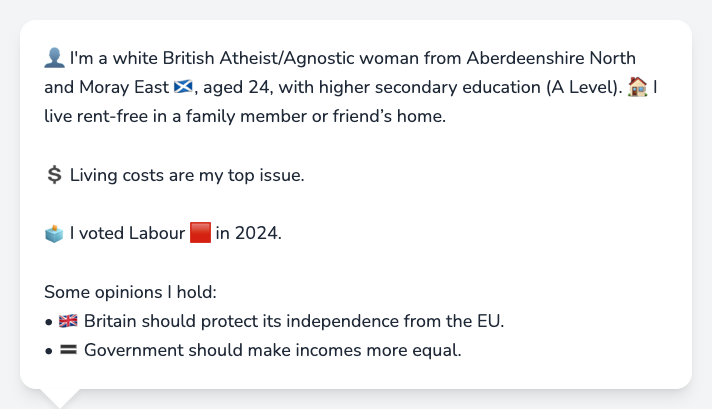 👤 I'm a white British Atheist/Agnostic woman from Aberdeenshire North
and Moray East 🏴󠁧󠁢󠁳󠁣󠁴󠁿, aged 24, with higher secondary education (A Level). 🏠 I
live rent-free in a family member or friend’s home.
💲 Living costs are my top issue.
🗳️ I voted Labour 🟥 in 2024.
Some opinions I hold:
• 🇬🇧 Britain should protect its independence from the EU.
• 🟰 Government should make incomes more equal.